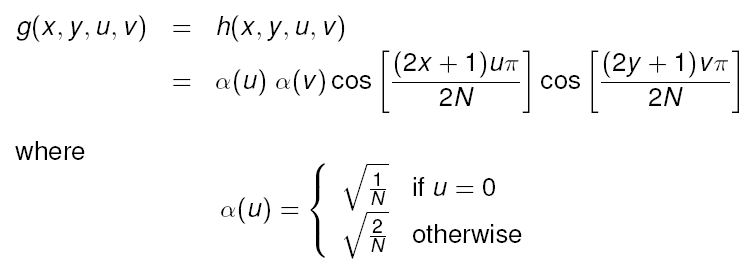 g(x, y, u, v) = h(x, y, u, v)
= α(u) α(v) cos [ (2x + 1)uπ / 2N ] cos [ (2y + 1)vπ / 2N ]
where
α(u) = { √(1/N) if u = 0
√(2/N) otherwise